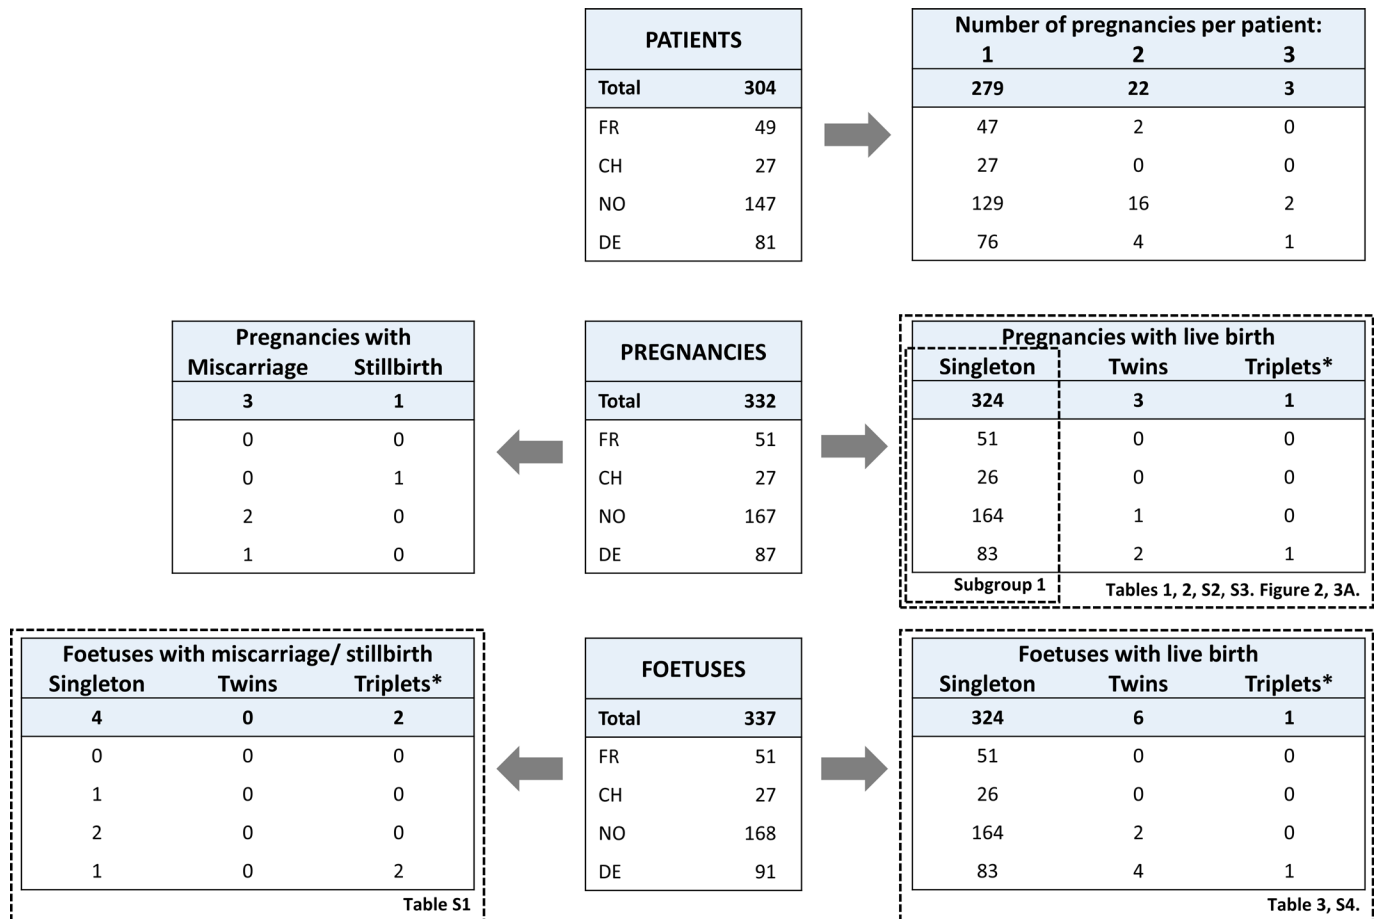 PATIENTS
Total 304
FR 49
CH 27
NO 147
DE 81
Number of pregnancies per patient:
1 2 3
279 22 3
47 2 0
27 0 0
129 16 2
76 4 1
Pregnancies with
Miscarriage Stillbirth
3 1
0 0
0 1
2 0
1 0
PREGNANCIES
Total 332
FR 51
CH 27
NO 167
DE 87
Pregnancies with live birth
Singleton Twins Triplets*
324 3 1
51 0 0
26 0 0
164 1 0
83 2 1
Subgroup 1
Tables 1, 2, S2, S3. Figure 2, 3A.
Foetuses with miscarriage/ stillbirth
Singleton Twins Triplets*
4 0 2
0 0 0
1 0 0
2 0 0
1 0 2
Table S1
FOETUSES
Total 337
FR 51
CH 27
NO 168
DE 91
Foetuses with live birth
Singleton Twins Triplets*
324 6 1
51 0 0
26 0 0
164 2 0
83 4 1
Table 3, S4.